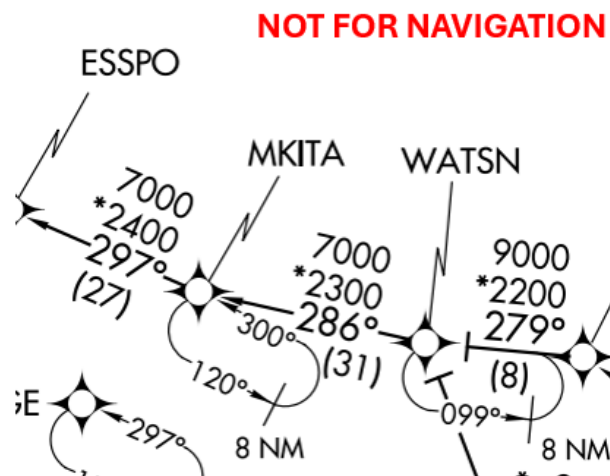 NOT FOR NAVIGATION
ESSPO
MKITA
WATSN
7000
*2400
297°
(27)
7000
*2300
286°
(31)
9000
*2200
279°
(8)
300°
120°
8 NM
099°
8 NM
GE
297°